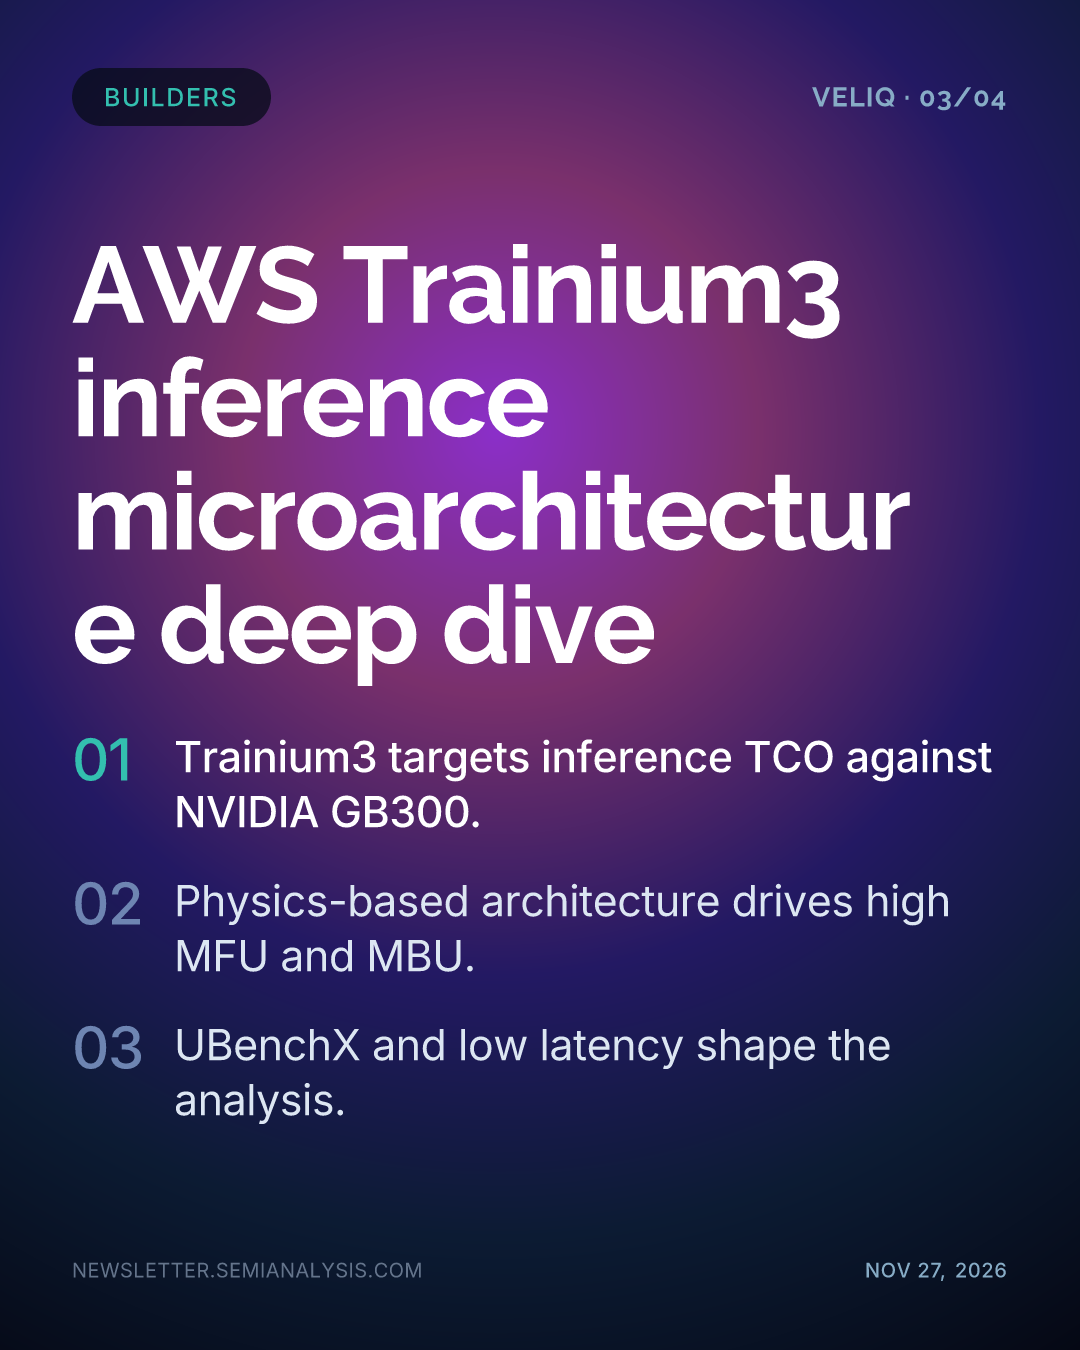 BUILDERS
VELIQ · 03/04
AWS Trainium3
inference
microarchitectur
e deep dive
01 Trainium3 targets inference TCO against
NVIDIA GB300.
02 Physics-based architecture drives high
MFU and MBU.
03 UBenchX and low latency shape the
analysis.
NEWSLETTER.SEMIANALYSIS.COM
NOV 27, 2026